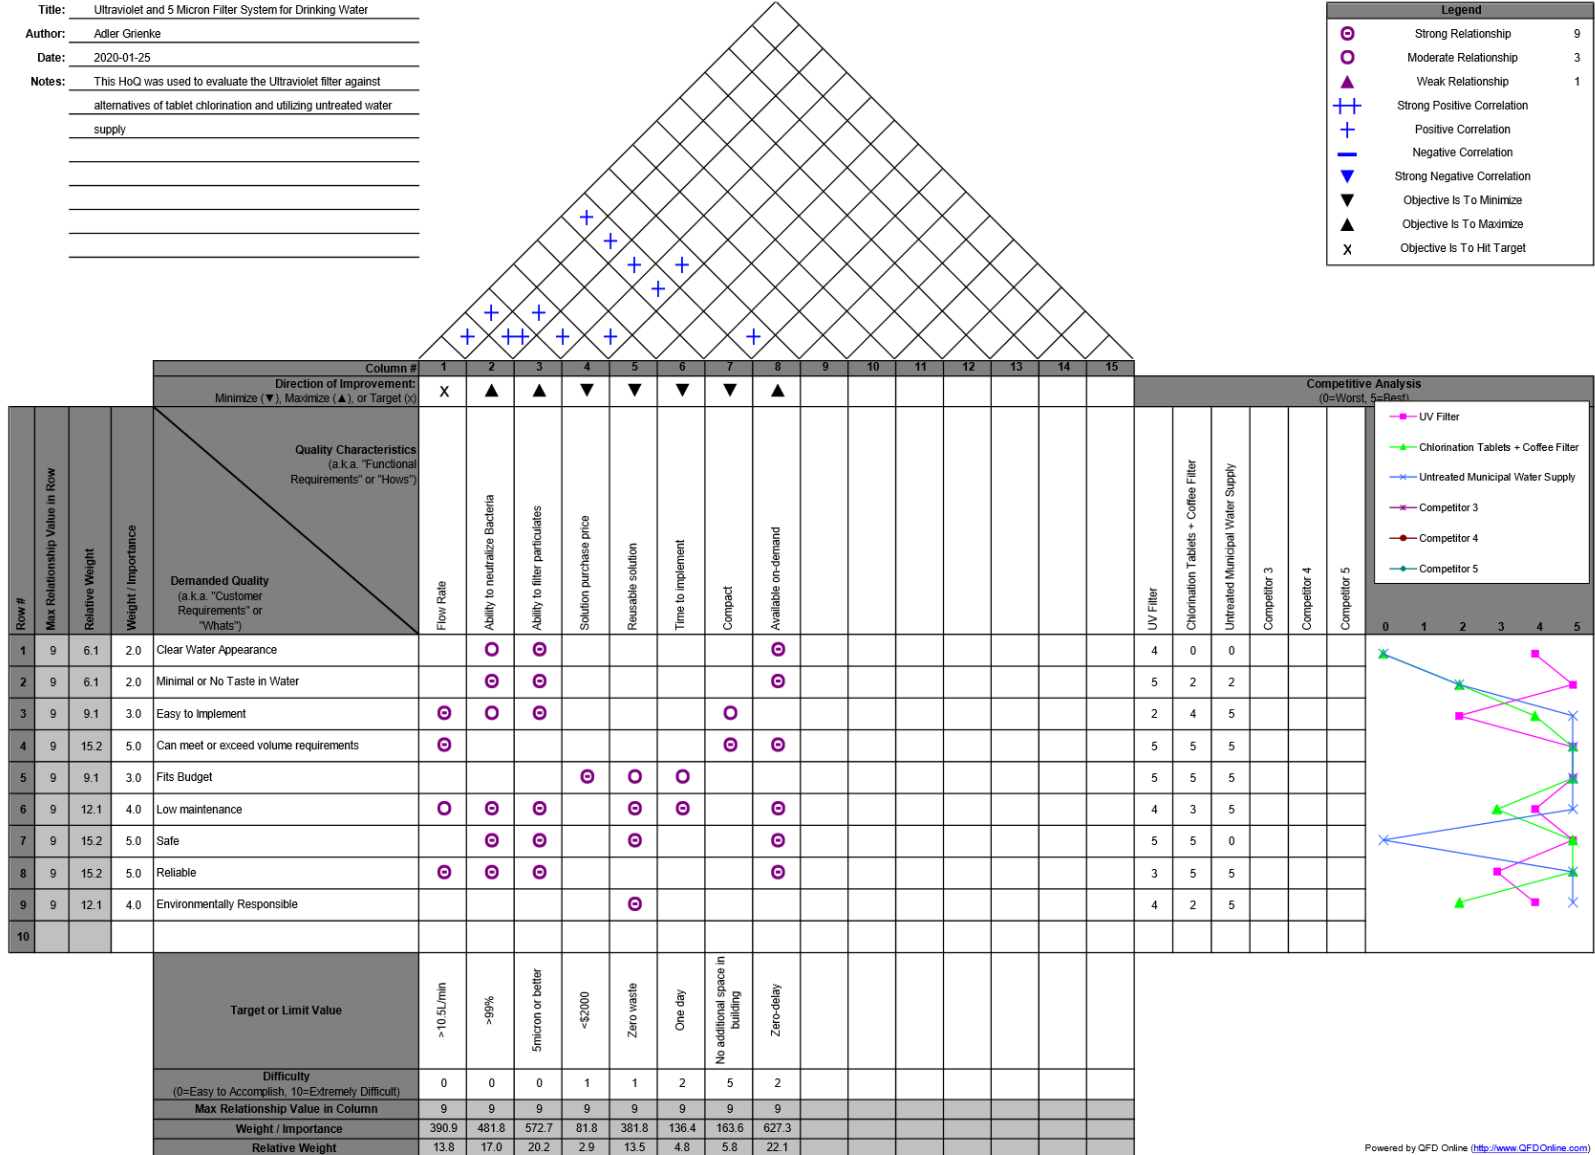 Title: Ultraviolet and 5 Micron Filter System for Drinking Water
Author: Adler Grienke
Date: 2020-01-25
Notes: This HoQ was used to evaluate the Ultraviolet filter against
alternatives of tablet chlorination and utilizing untreated water
supply
Legend
Strong Relationship 9
Moderate Relationship 3
Weak Relationship 1
Strong Positive Correlation
Positive Correlation
Negative Correlation
Strong Negative Correlation
Objective Is To Minimize
Objective Is To Maximize
X Objective Is To Hit Target
Column # 1 2 3 4 5 6 7 8 9 10 11 12 13 14 15
Direction of Improvement:
Minimize (▼), Maximize (▲), or Target (x)
X ▲ ▲ ▼ ▼ ▼ ▼ ▲
Competitive Analysis
(0=Worst, 5=Best)
Row #
Max Relationship Value in Row
Relative Weight
Weight / Importance
Quality Characteristics
(a.k.a. "Functional
Requirements" or "Hows")
Demanded Quality
(a.k.a. "Customer
Requirements" or
"Whats")
Flow Rate
Ability to neutralize Bacteria
Ability to filter particulates
Solution purchase price
Reusable solution
Time to implement
Compact
Available on-demand
UV Filter
Chlorination Tablets + Coffee Filter
Untreated Municipal Water Supply
Competitor 3
Competitor 4
Competitor 5
UV Filter
Chlorination Tablets + Coffee Filter
Untreated Municipal Water Supply
Competitor 3
Competitor 4
Competitor 5
0 1 2 3 4 5
1 9 6.1 2.0 Clear Water Appearance 4 0 0
2 9 6.1 2.0 Minimal or No Taste in Water 5 2 2
3 9 9.1 3.0 Easy to Implement 2 4 5
4 9 15.2 5.0 Can meet or exceed volume requirements 5 5 5
5 9 9.1 3.0 Fits Budget 5 5 5
6 9 12.1 4.0 Low maintenance 4 3 5
7 9 15.2 5.0 Safe 5 5 0
8 9 15.2 5.0 Reliable 3 5 5
9 9 12.1 4.0 Environmentally Responsible 4 2 5
10
Target or Limit Value
>10.5L/min
>99%
5micron or better
<$2000
Zero waste
One day
No additional space in
building
Zero-delay
Difficulty
(0=Easy to Accomplish, 10=Extremely Difficult)
0 0 0 1 1 2 5 2
Max Relationship Value in Column 9 9 9 9 9 9 9 9
Weight / Importance 390.9 481.8 572.7 81.8 381.8 136.4 163.6 627.3
Relative Weight 13.8 17.0 20.2 2.9 13.5 4.8 5.8 22.1
Powered by QFD Online (http://www.QFDOnline.com)